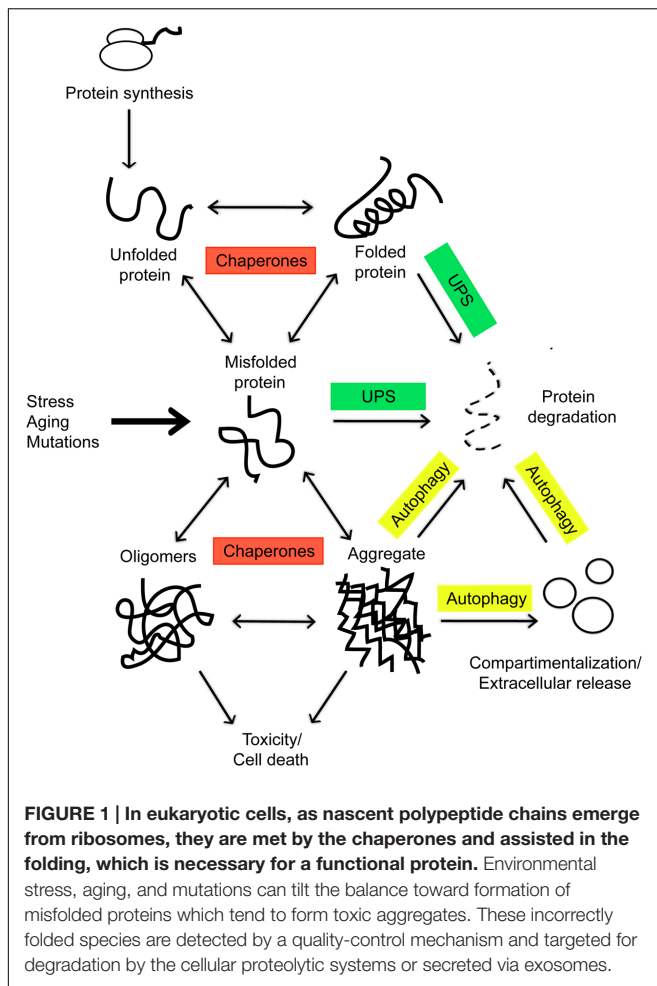 Protein synthesis
Unfolded
protein
Chaperones
Folded
protein
UPS
Misfolded
protein
Stress
Aging
Mutations
UPS
Protein
degradation
Autophagy
Autophagy
Oligomers
Chaperones
Aggregate
Autophagy
Compartimentalization/
Extracellular release
Toxicity/
Cell death
FIGURE 1 | In eukaryotic cells, as nascent polypeptide chains emerge
from ribosomes, they are met by the chaperones and assisted in the
folding, which is necessary for a functional protein. Environmental
stress, aging, and mutations can tilt the balance toward formation of
misfolded proteins which tend to form toxic aggregates. These incorrectly
folded species are detected by a quality-control mechanism and targeted for
degradation by the cellular proteolytic systems or secreted via exosomes.